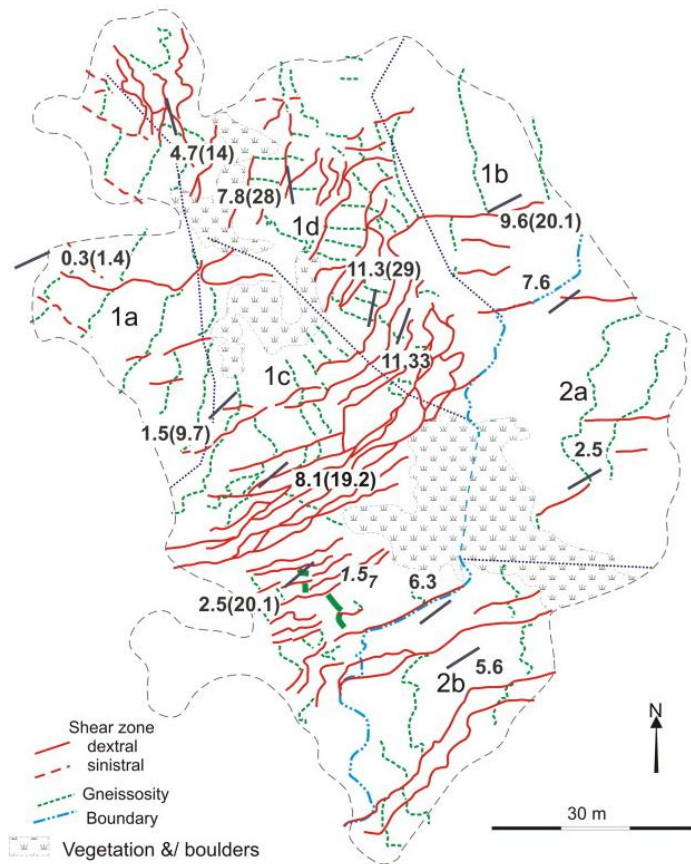 4.7(14)
7.8(28)
1b
1d
9.6(20.1)
0.3(1.4)
11.3(29)
7.6
1a
11,33
1c
2a
1.5(9.7)
2.5
8.1(19.2)
1.57
6.3
2.5(20.1)
5.6
2b
Shear zone
dextral
sinistral
Gneissosity
Boundary
Vegetation &/ boulders
N
30 m